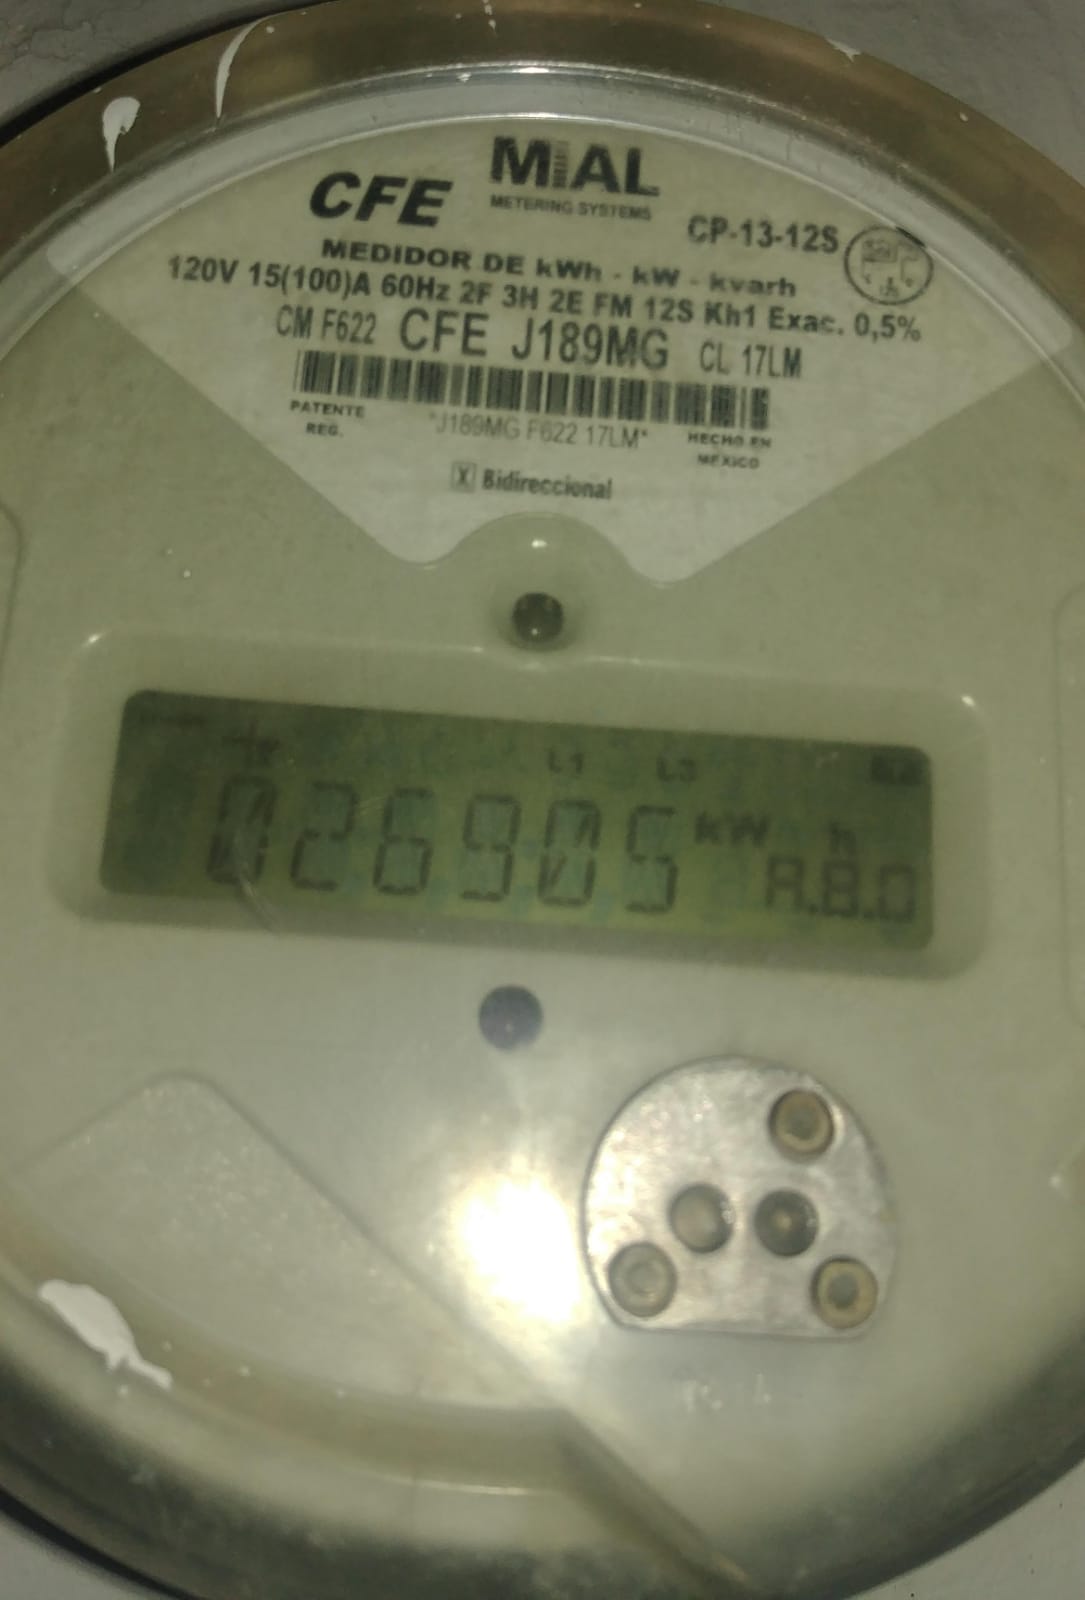 MIAL
CFE
METERING SYSTEMS
CP-13-12S
MEDIDOR DE kWh - kW - kvarh
120V 15(100)A 60Hz 2F 3H 2E FM 12S Kh1 Exac. 0,5%
CM F622 CFE J189MG CL 17LM
PATENTE REG.
*J189MG F622 17LM*
HECHO EN MEXICO
X Bidireccional
L1 L3
026905 kW h
A.B.0